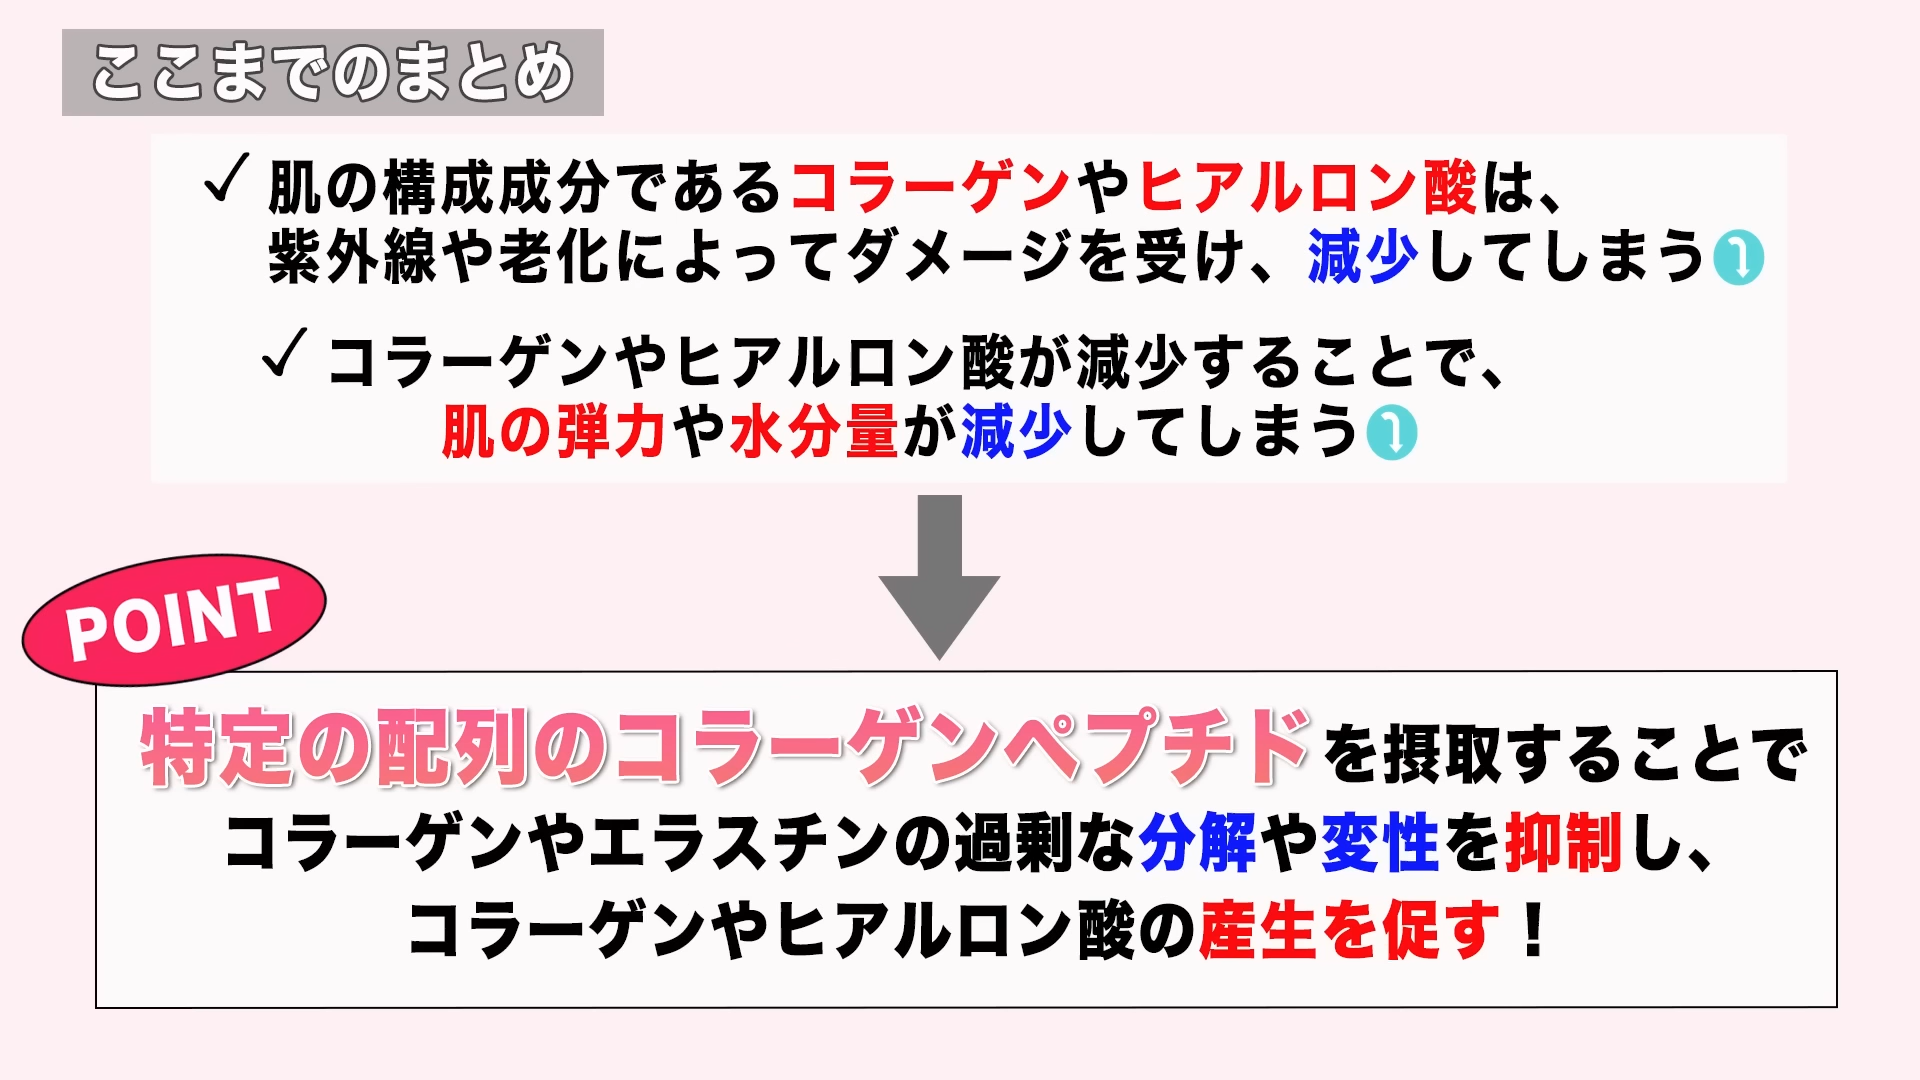 ここまでのまとめ
✓ 肌の構成成分であるコラーゲンやヒアルロン酸は、
紫外線や老化によってダメージを受け、減少してしまう⤵
✓ コラーゲンやヒアルロン酸が減少することで、
肌の弾力や水分量が減少してしまう⤵
POINT
特定の配列のコラーゲンペプチドを摂取することで
コラーゲンやエラスチンの過剰な分解や変性を抑制し、
コラーゲンやヒアルロン酸の産生を促す！